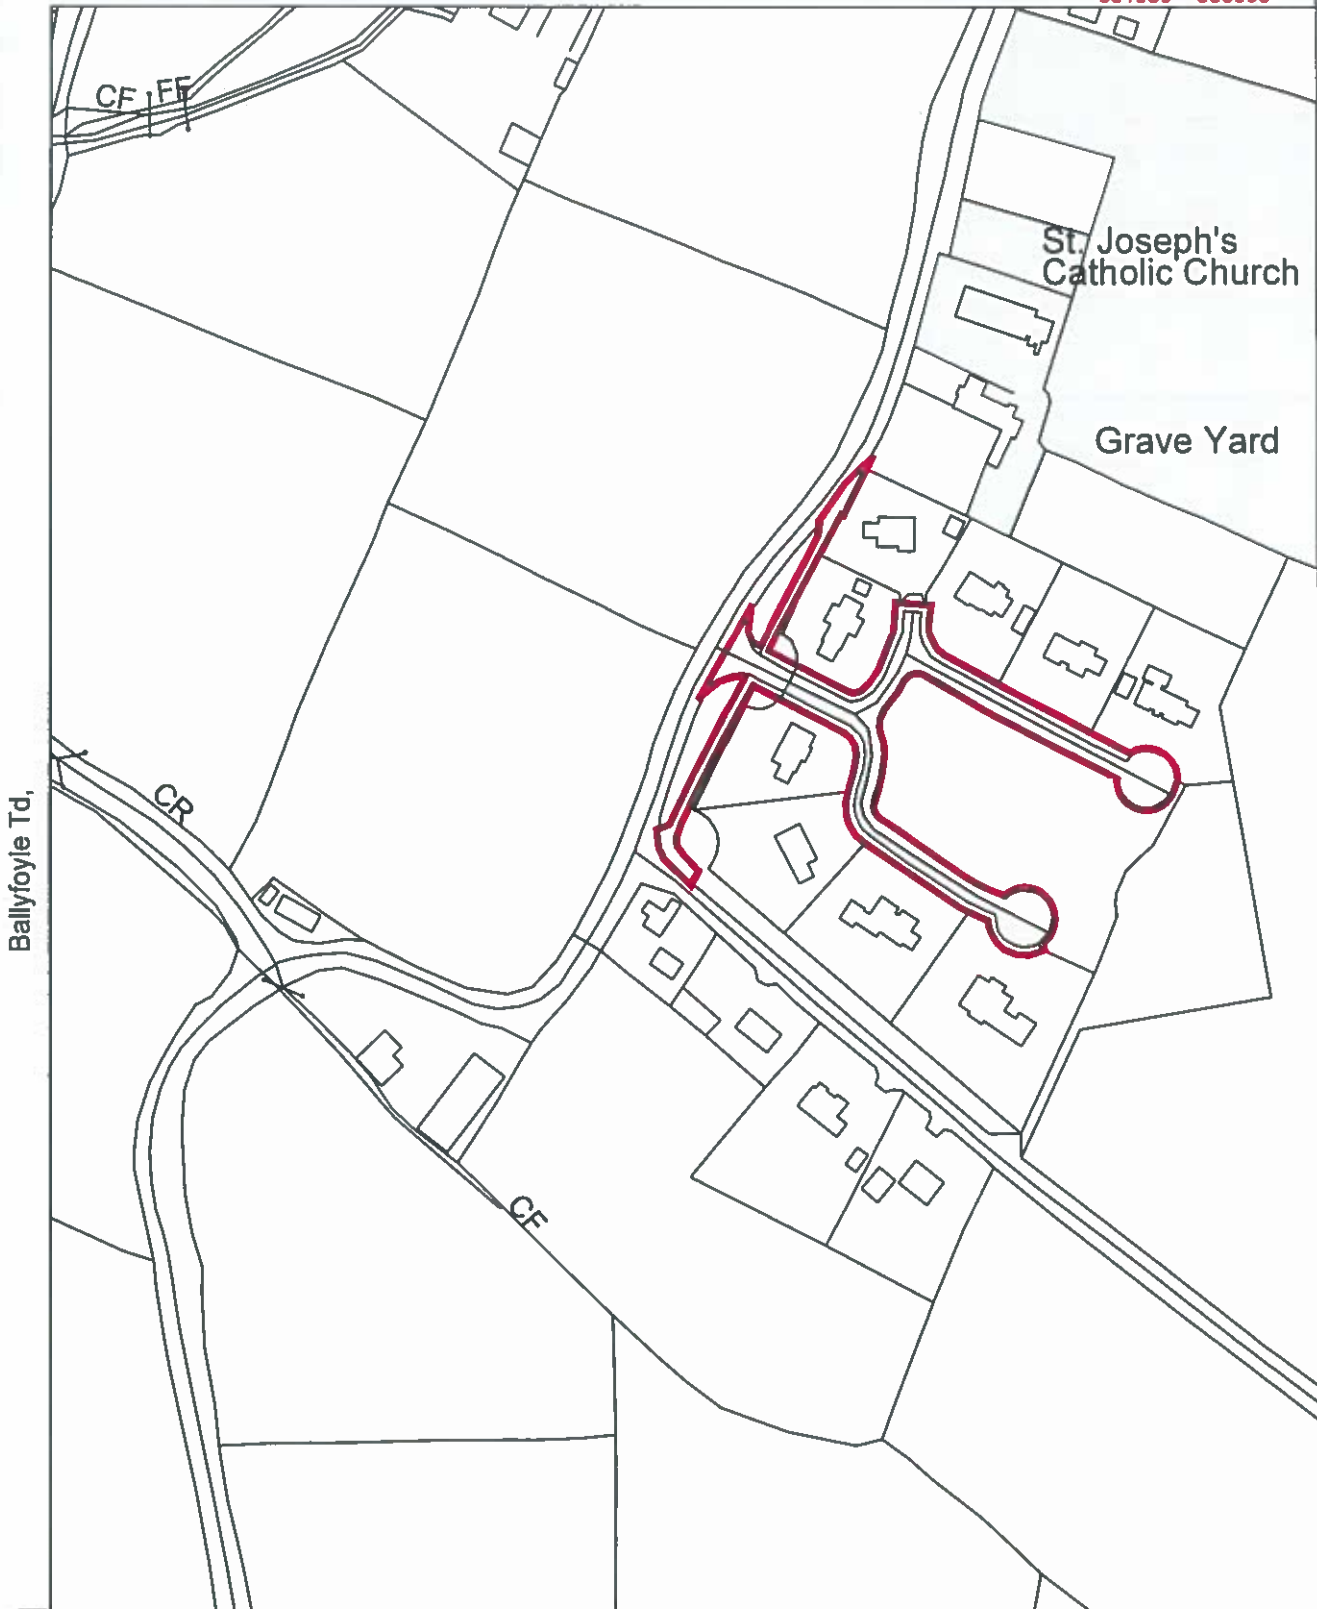 CF FF
St. Joseph's
Catholic Church
Grave Yard
CR
Ballyfoyle Td,
CF